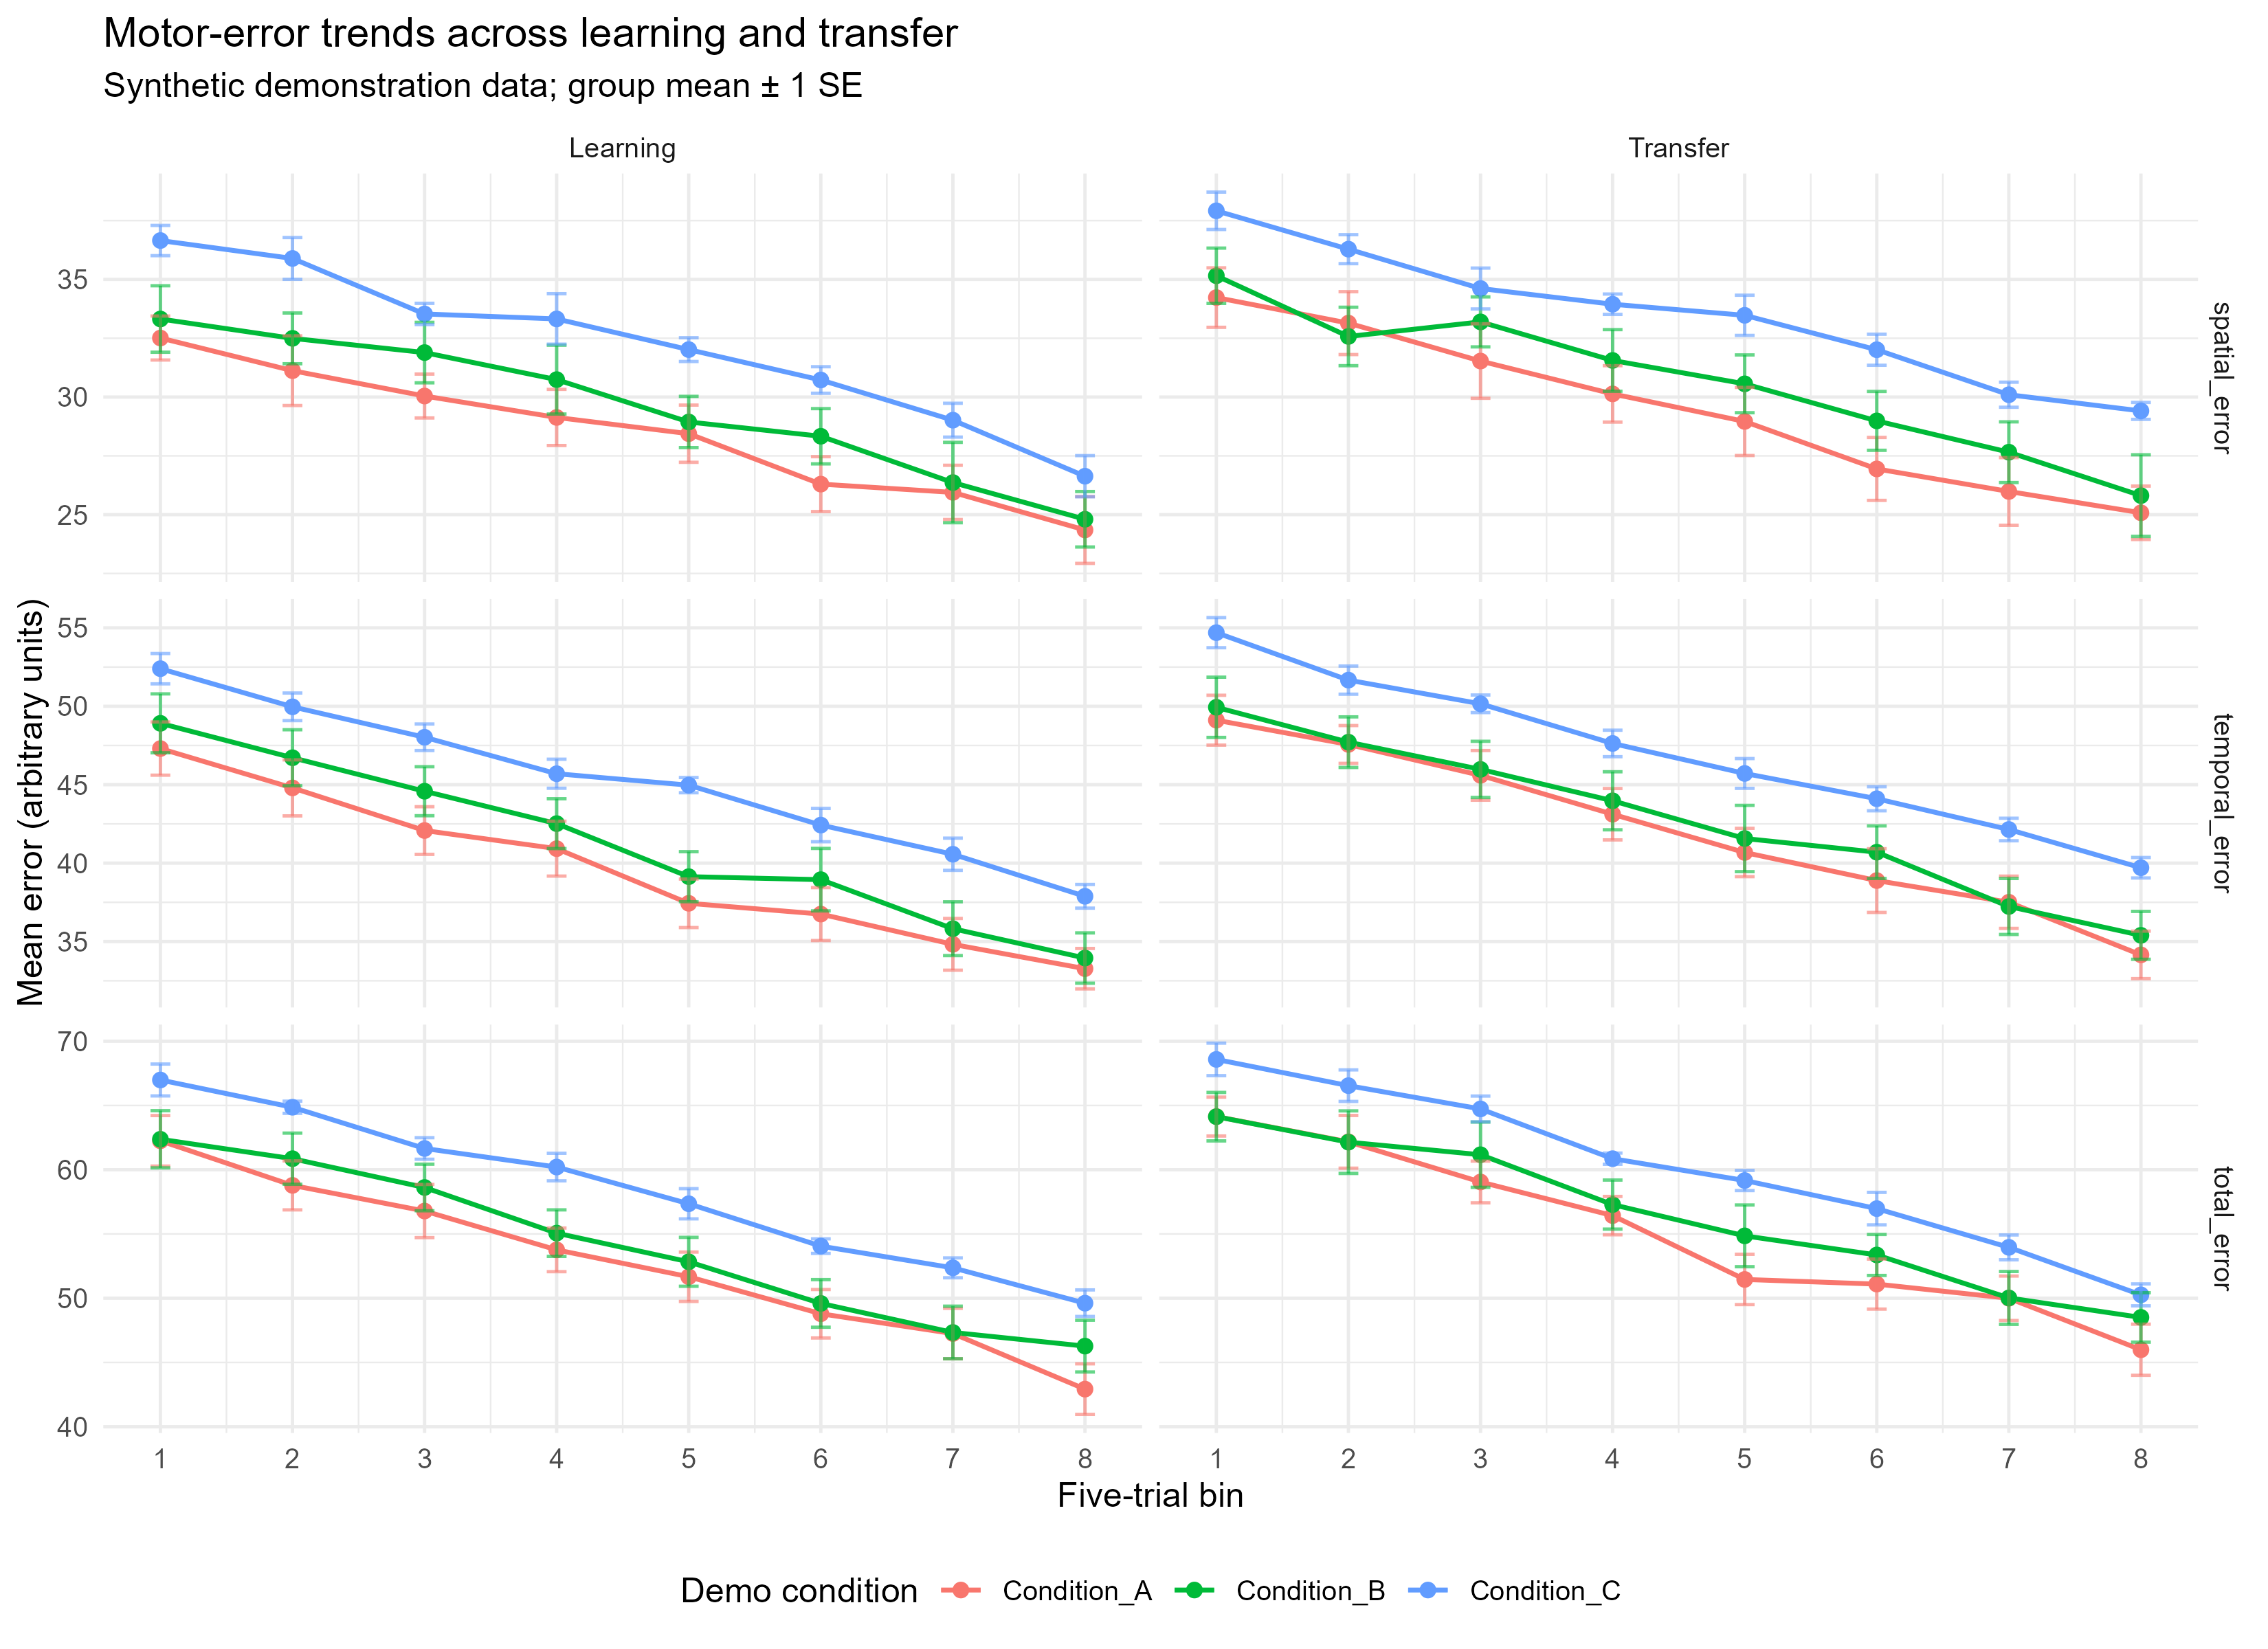 Motor-error trends across learning and transfer
Synthetic demonstration data; group mean ± 1 SE
Learning
Transfer
35
30
25
spatial_error
Mean error (arbitrary units)
55
50
45
40
35
temporal_error
70
60
50
40
total_error
1 2 3 4 5 6 7 8
1 2 3 4 5 6 7 8
Five-trial bin
Demo condition Condition_A Condition_B Condition_C